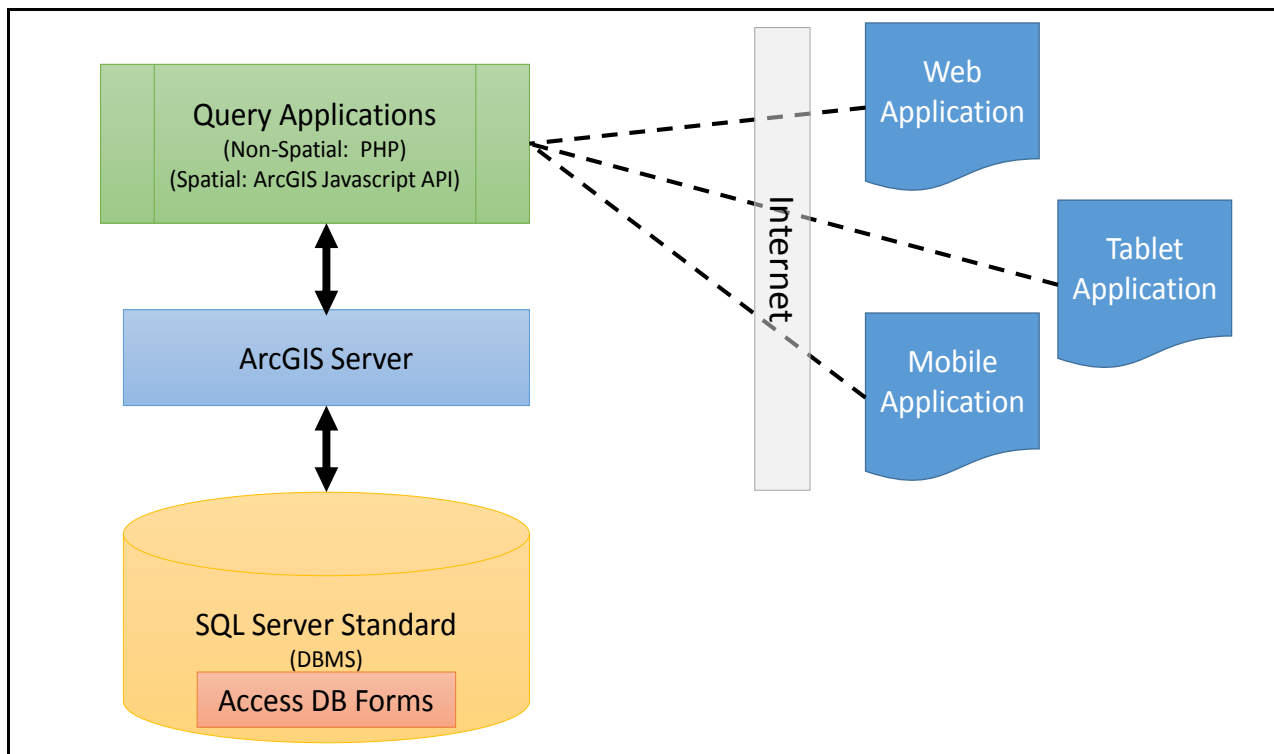 Query Applications
(Non-Spatial: PHP)
(Spatial: ArcGIS Javascript API)
ArcGIS Server
SQL Server Standard
(DBMS)
Access DB Forms
Internet
Web
Application
Tablet
Application
Mobile
Application